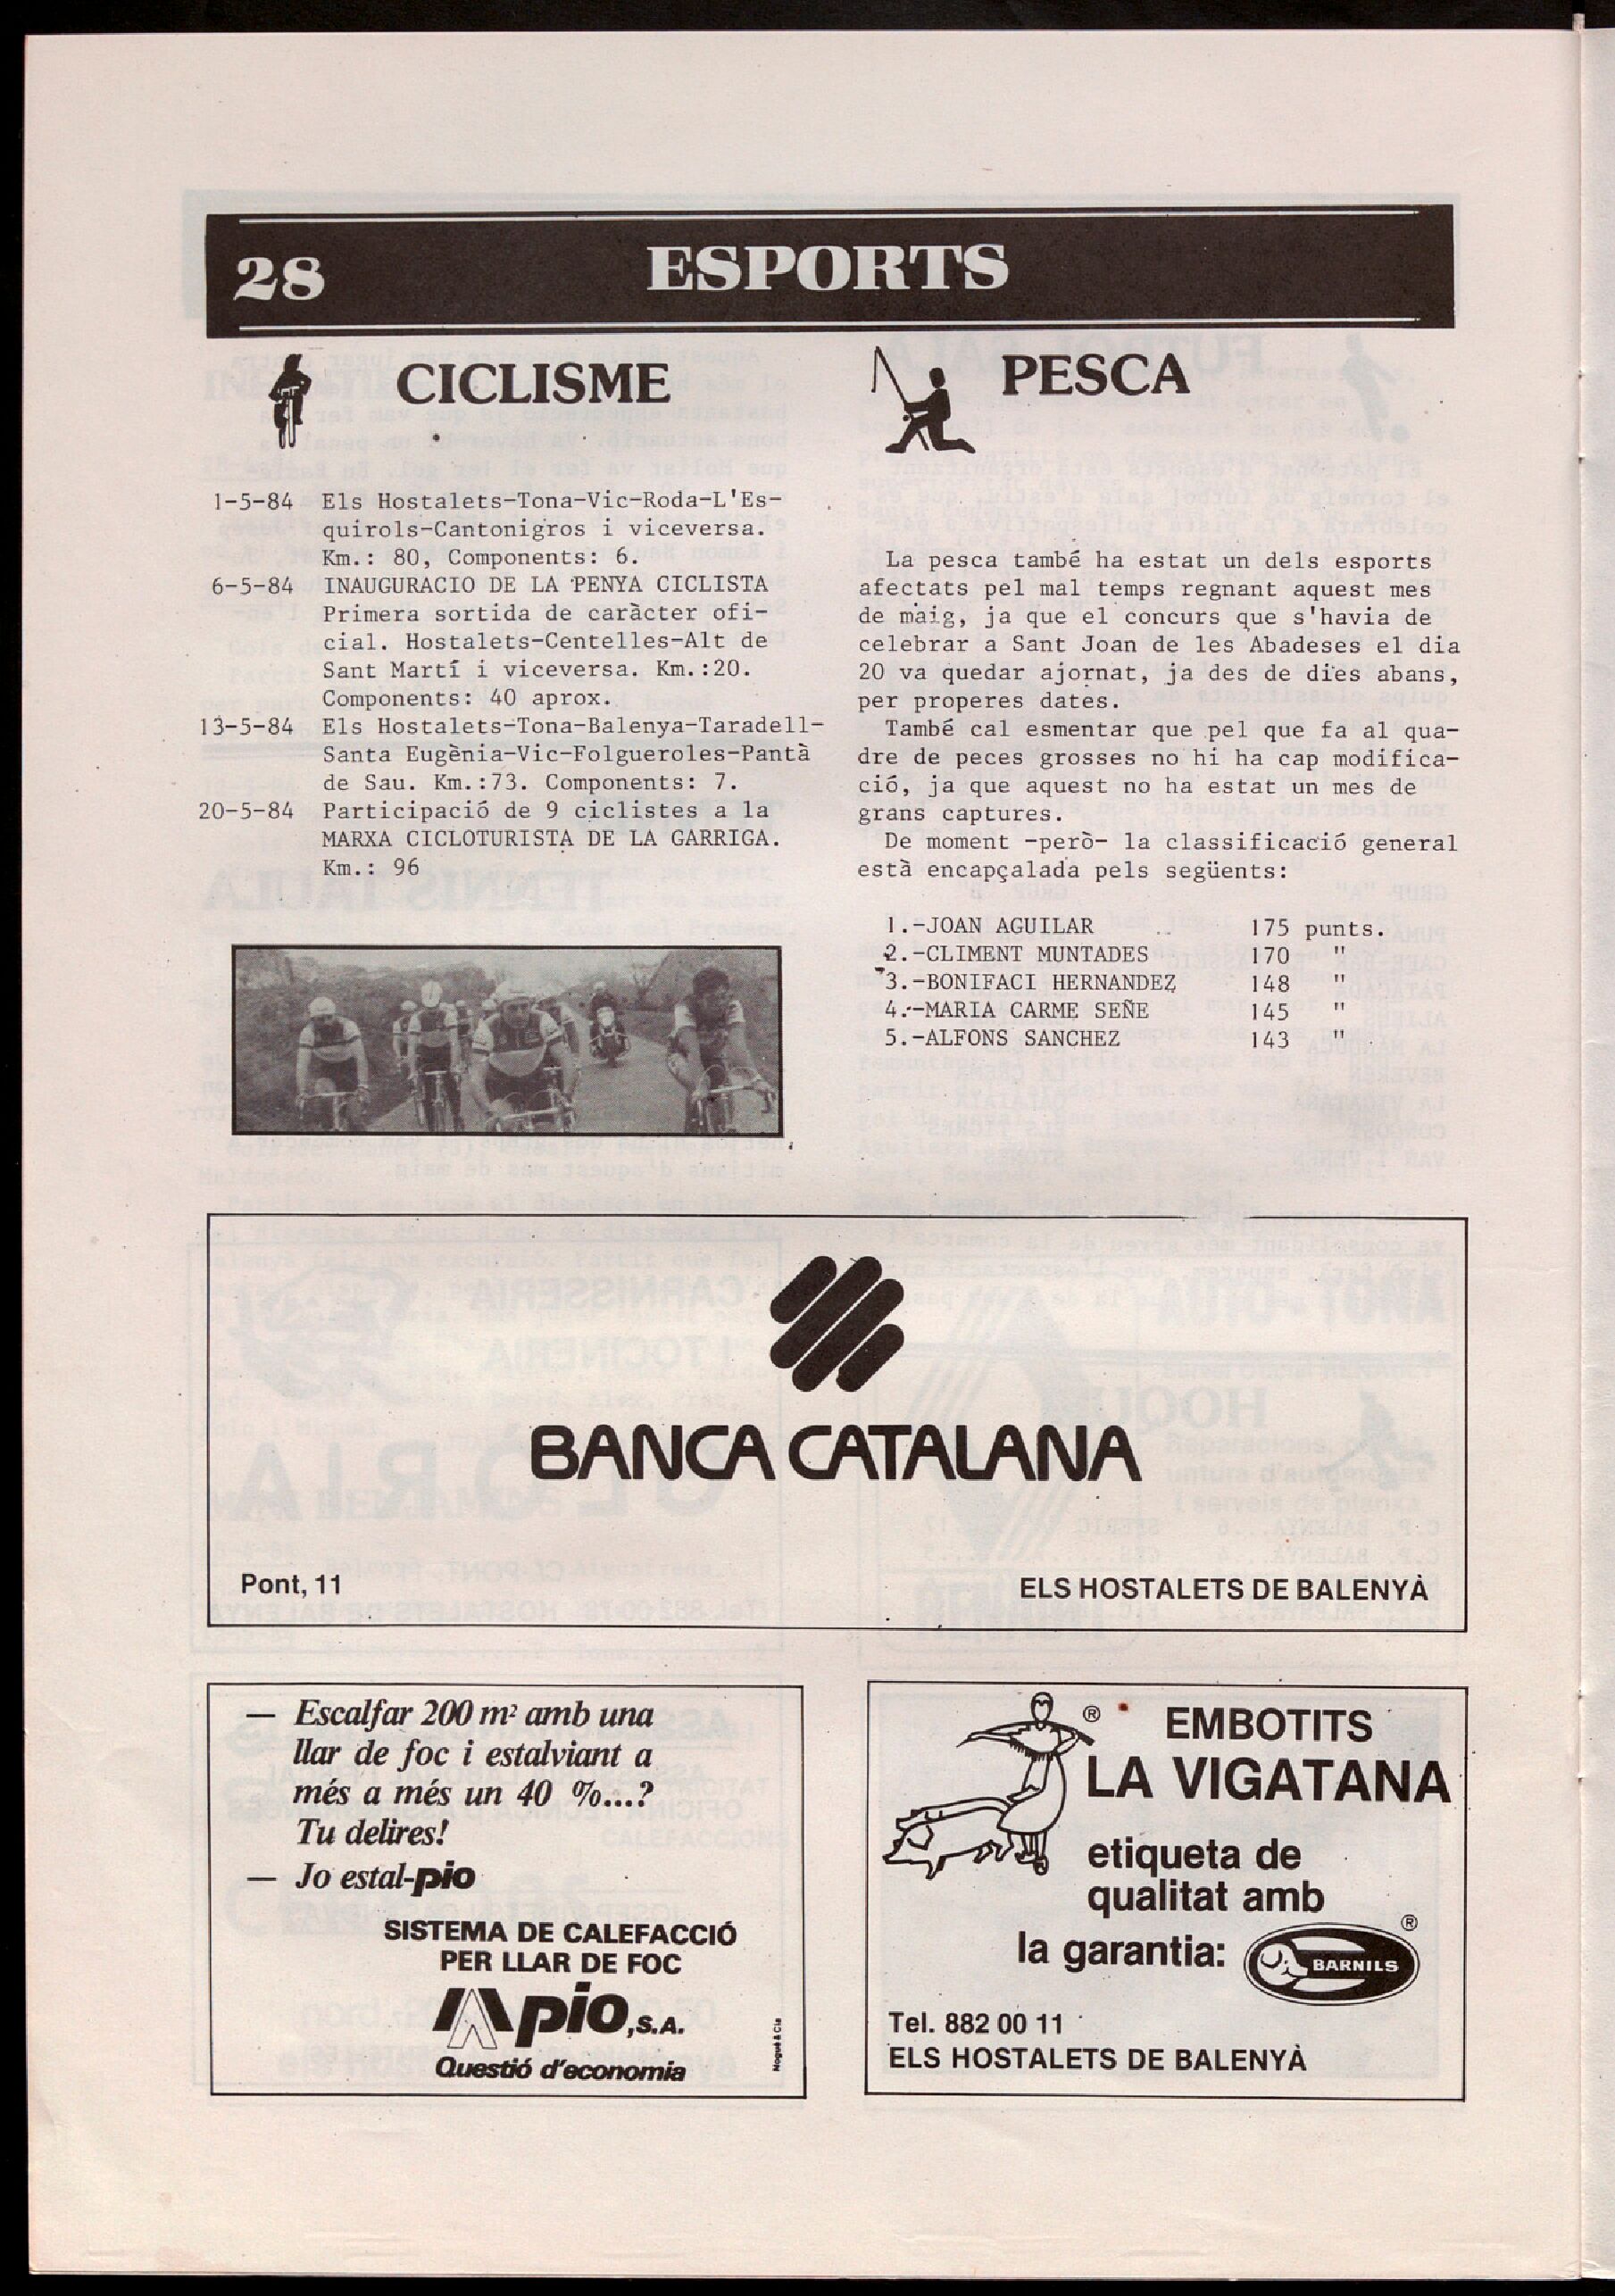 28
ESPORTS
CICLISME
1-5-84 Els Hostalets-Tona-Vic-Roda-L'Es-
quirols-Cantonigros i viceversa.
Km.: 80, Components: 6.
6-5-84 INAUGURACIO DE LA PENYA CICLISTA
Primera sortida de caràcter ofi-
cial. Hostalets-Centelles-Alt de
Sant Martí i viceversa. Km.:20.
Components: 40 aprox.
13-5-84 Els Hostalets-Tona-Balenya-Taradell-
Santa Eugènia-Vic-Folgueroles-Pantà
de Sau. Km.:73. Components: 7.
20-5-84 Participació de 9 ciclistes a la
MARXA CICLOTURISTA DE LA GARRIGA.
Km.: 96
PESCA
La pesca també ha estat un dels esports
afectats pel mal temps regnant aquest mes
de maig, ja que el concurs que s'havia de
celebrar a Sant Joan de les Abadeses el dia
20 va quedar ajornat, ja des de dies abans,
per properes dates.
També cal esmentar que pel que fa al qua-
dre de peces grosses no hi ha cap modifica-
ció, ja que aquest no ha estat un mes de
grans captures.
De moment -però- la classificació general
està encapçalada pels següents:
1.-JOAN AGUILAR 175 punts.
2.-CLIMENT MUNTADES 170 "
3.-BONIFACI HERNANDEZ 148 "
4.-MARIA CARME SEÑE 145 "
5.-ALFONS SANCHEZ 143 "
BANCA CATALANA
Pont, 11
ELS HOSTALETS DE BALENYÀ
— Escalfar 200 m² amb una
llar de foc i estalviant a
més a més un 40 %...?
Tu delires!
— Jo estal-pio
SISTEMA DE CALEFACCIÓ
PER LLAR DE FOC
pio, S.A.
Questió d'economia
Nogué & Cia
® EMBOTITS
LA VIGATANA
etiqueta de
qualitat amb
la garantia: BARNILS ®
Tel. 882 00 11
ELS HOSTALETS DE BALENYÀ